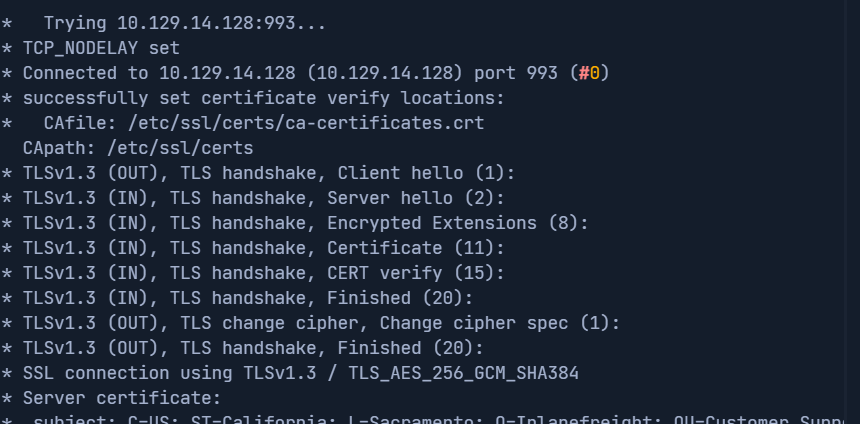 *   Trying 10.129.14.128:993...
* TCP_NODELAY set
* Connected to 10.129.14.128 (10.129.14.128) port 993 (#0)
* successfully set certificate verify locations:
*   CAfile: /etc/ssl/certs/ca-certificates.crt
  CApath: /etc/ssl/certs
* TLSv1.3 (OUT), TLS handshake, Client hello (1):
* TLSv1.3 (IN), TLS handshake, Server hello (2):
* TLSv1.3 (IN), TLS handshake, Encrypted Extensions (8):
* TLSv1.3 (IN), TLS handshake, Certificate (11):
* TLSv1.3 (IN), TLS handshake, CERT verify (15):
* TLSv1.3 (IN), TLS handshake, Finished (20):
* TLSv1.3 (OUT), TLS change cipher, Change cipher spec (1):
* TLSv1.3 (OUT), TLS handshake, Finished (20):
* SSL connection using TLSv1.3 / TLS_AES_256_GCM_SHA384
* Server certificate:
*  subject: C=US; ST=California; L=Sacramento; O=Inlanefreight; OU=Customer